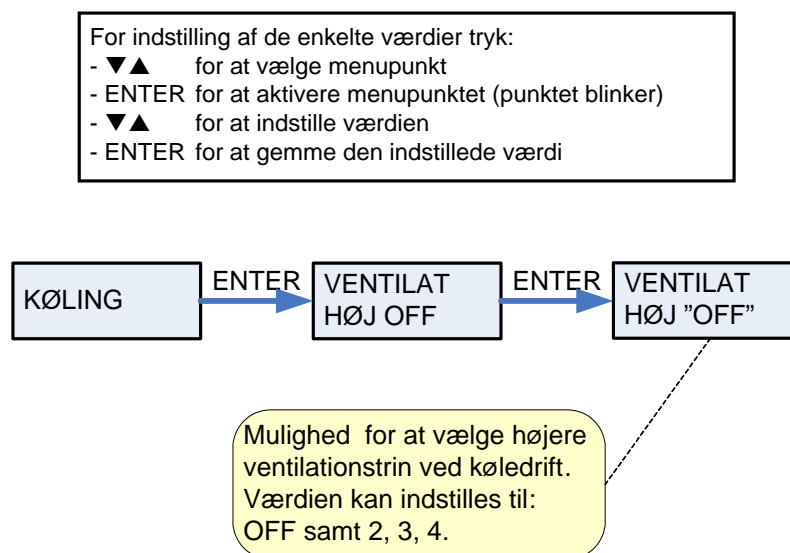 For indstilling af de enkelte værdier tryk:
- ▼▲ for at vælge menupunkt
- ENTER for at aktivere menupunktet (punktet blinker)
- ▼▲ for at indstille værdien
- ENTER for at gemme den indstillede værdi
KØLING
ENTER
VENTILAT
HØJ OFF
ENTER
VENTILAT
HØJ ”OFF”
Mulighed for at vælge højere
ventilationstrin ved køledrift.
Værdien kan indstilles til:
OFF samt 2, 3, 4.